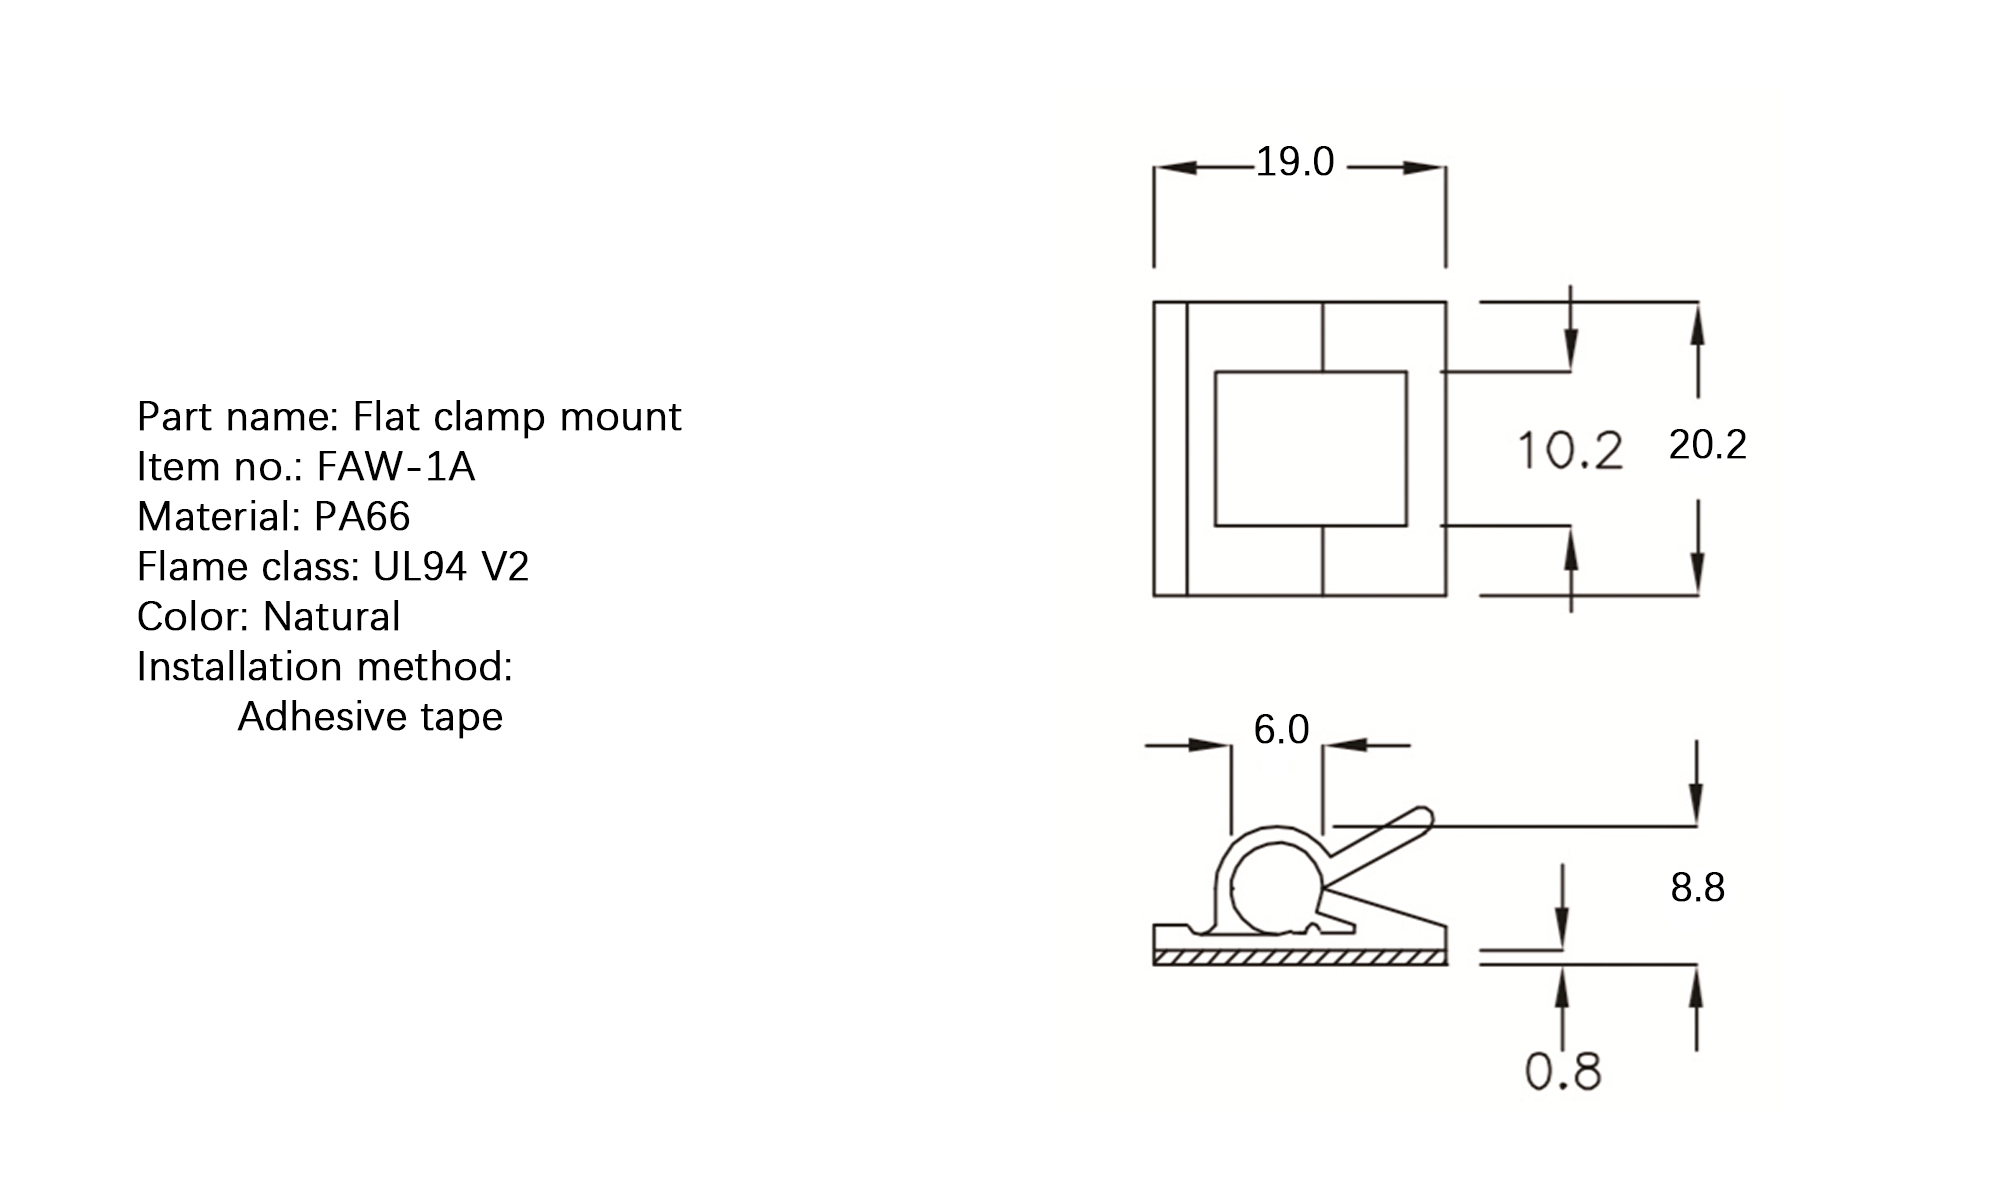 Part name: Flat clamp mount
Item no.: FAW-1A
Material: PA66
Flame class: UL94 V2
Color: Natural
Installation method:
Adhesive tape
19.0
10.2
20.2
6.0
8.8
0.8